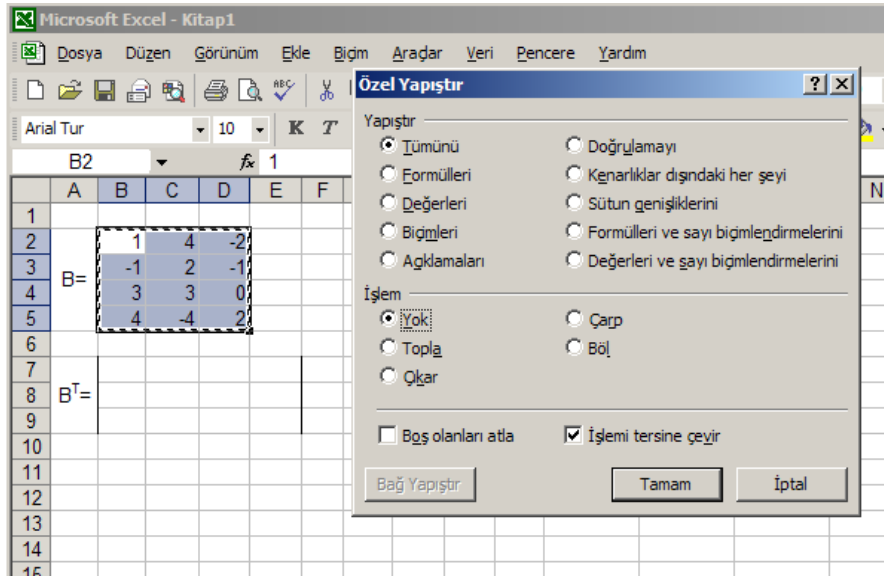 Microsoft Excel - Kitap1
Dosya Düzen Görünüm Ekle Biçim Araçlar Veri Pencere Yardım
ABC
Arial Tur 10 K T
B2 fx 1
A B C D E F N
1
2 1 4 -2
3 -1 2 -1
B=
4 3 3 0
5 4 -4 2
6
7
8 Bᵀ=
9
10
11
12
13
14
15
Özel Yapıştır
Yapıştır
Tümünü Doğrulamayı
Formülleri Kenarlıklar dışındaki her şeyi
Değerleri Sütun genişliklerini
Biçimleri Formülleri ve sayı biçimlendirmelerini
Açıklamaları Değerleri ve sayı biçimlendirmelerini
İşlem
Yok Çarp
Topla Böl
Çıkar
Boş olanları atla İşlemi tersine çevir
Bağ Yapıştır Tamam İptal